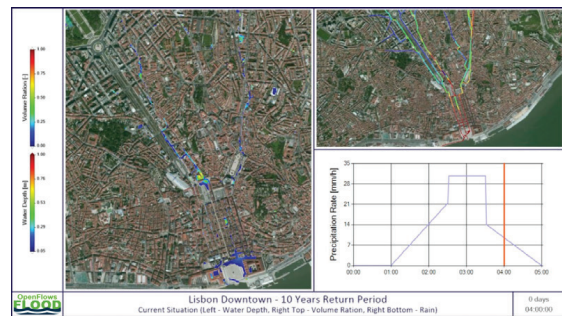 1.00
0.75
0.50
0.25
0.00
Volume Ration [-]
1.00
0.75
0.50
0.25
0.00
Water Depth [m]
Precipitation Rate [mm/h]
35
28
21
14
7
0
00:00
01:00
02:00
03:00
04:00
05:00
OpenFlows
FLOOD
Lisbon Downtown - 10 Years Return Period
Current Situation (Left - Water Depth, Right Top - Volume Ration, Right Bottom - Rain)
0 days
04:00:00